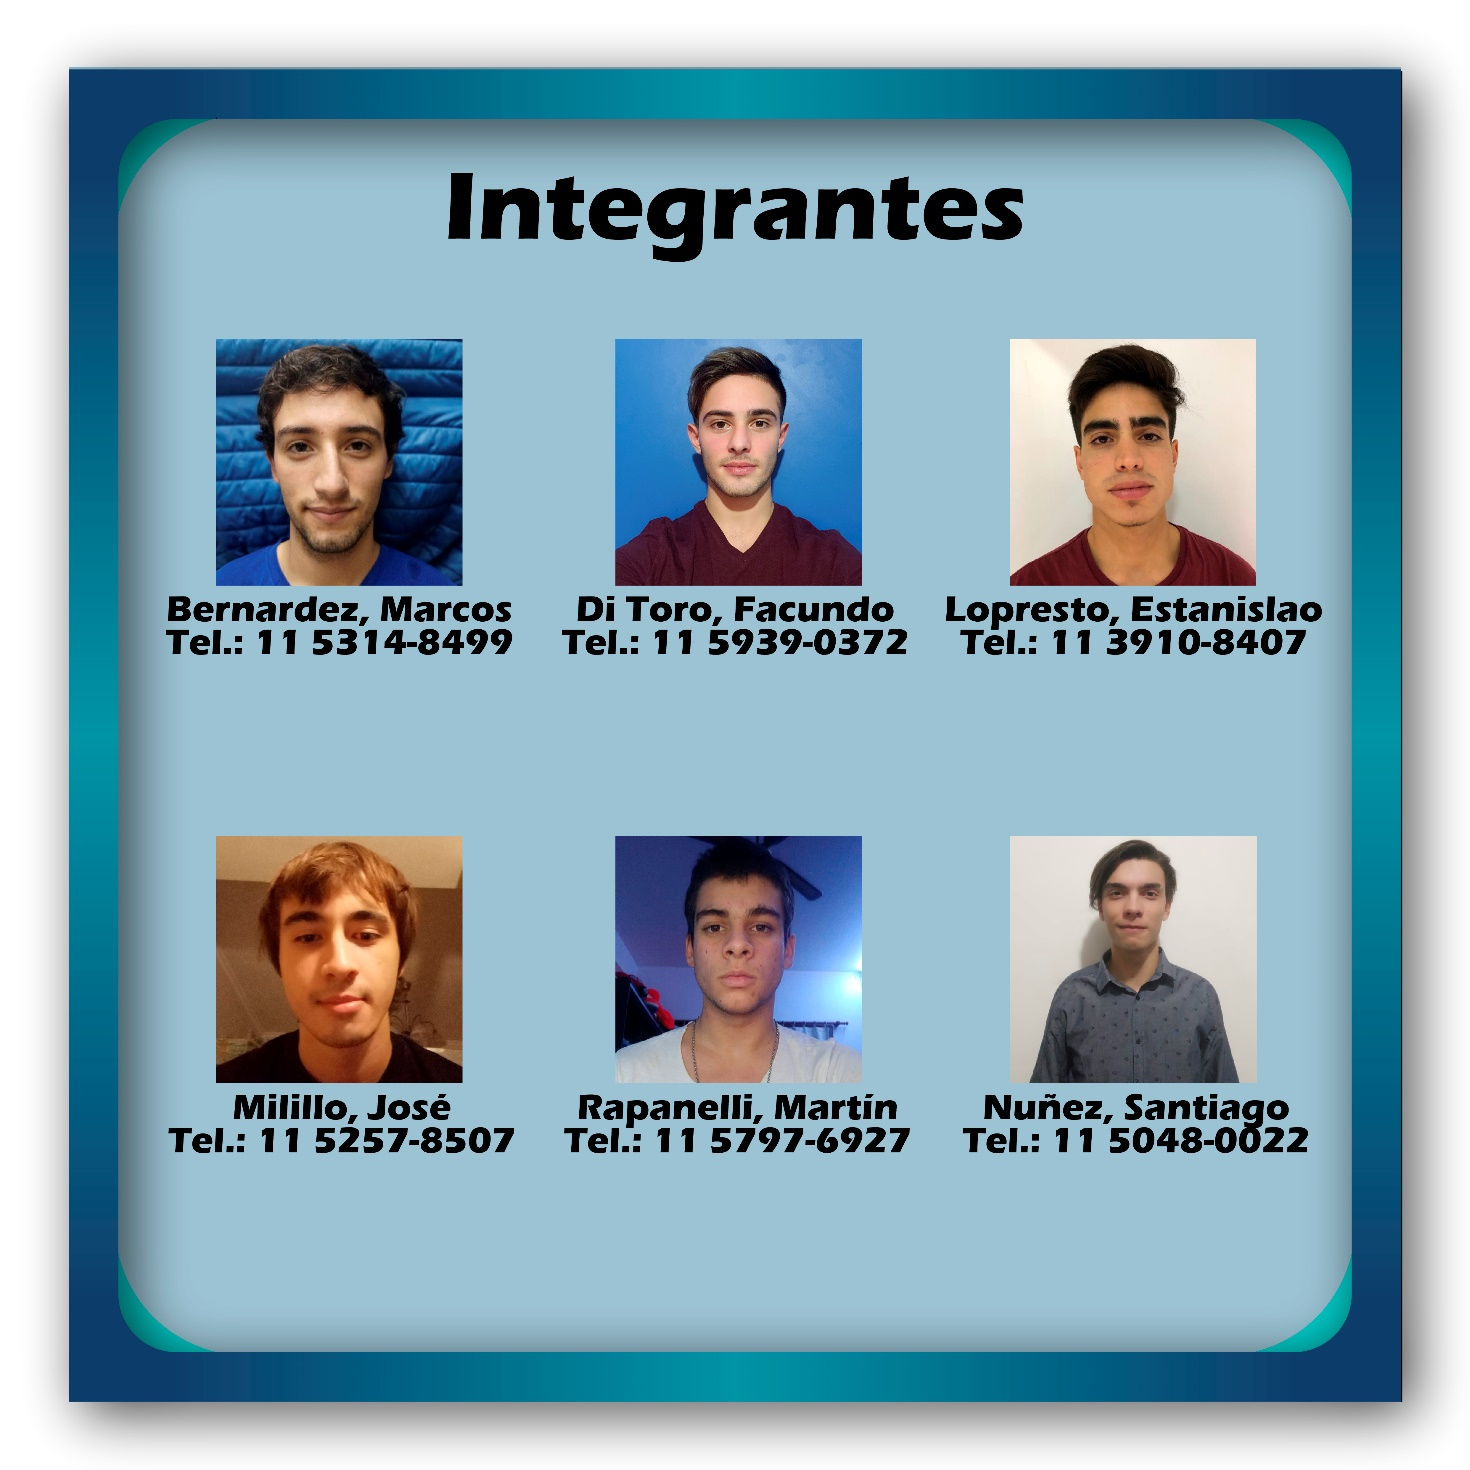 Integrantes
Bernardez, Marcos
Tel.: 11 5314-8499
Di Toro, Facundo
Tel.: 11 5939-0372
Lopresto, Estanislao
Tel.: 11 3910-8407
Milillo, José
Tel.: 11 5257-8507
Rapanelli, Martín
Tel.: 11 5797-6927
Nuñez, Santiago
Tel.: 11 5048-0022